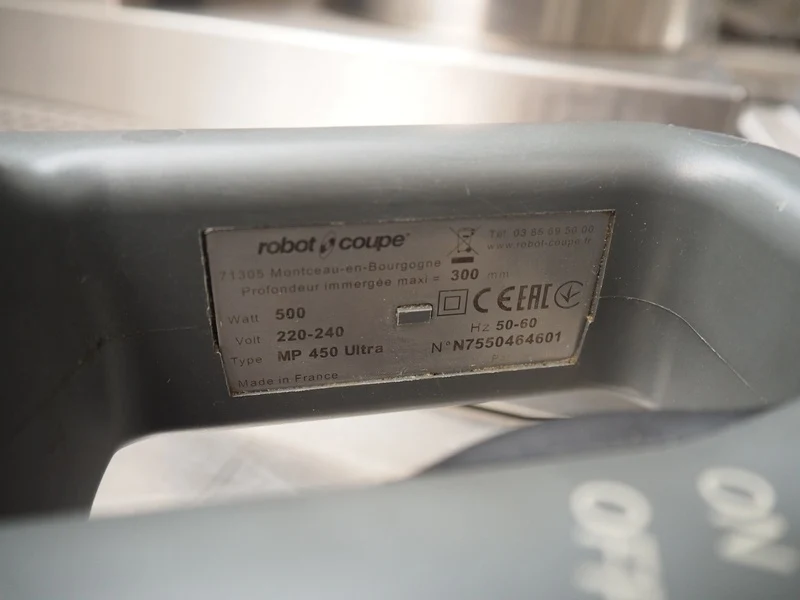 robot coupe
Tél. 03 85 69 50 00
www.robot-coupe.fr
71305 Montceau-en-Bourgogne
Profondeur immergée maxi = 300 mm
Watt 500
Volt 220-240
Hz 50-60
Type MP 450 Ultra
N° N7550464601
Made in France
CE EAC
ON
OFF